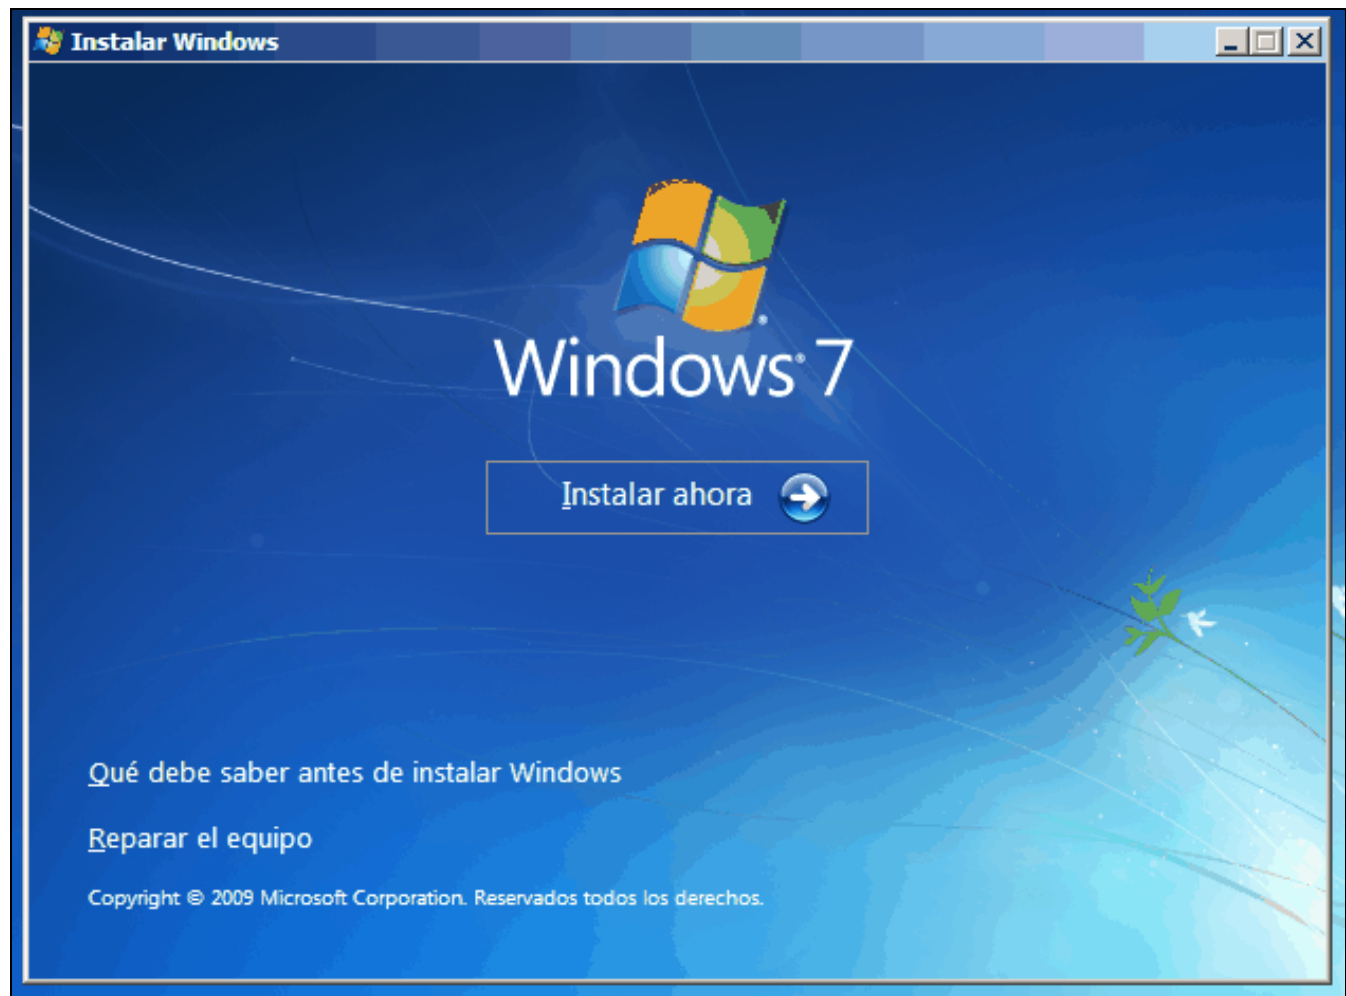 Instalar Windows
Windows® 7
Instalar ahora
Qué debe saber antes de instalar Windows
Reparar el equipo
Copyright © 2009 Microsoft Corporation. Reservados todos los derechos.